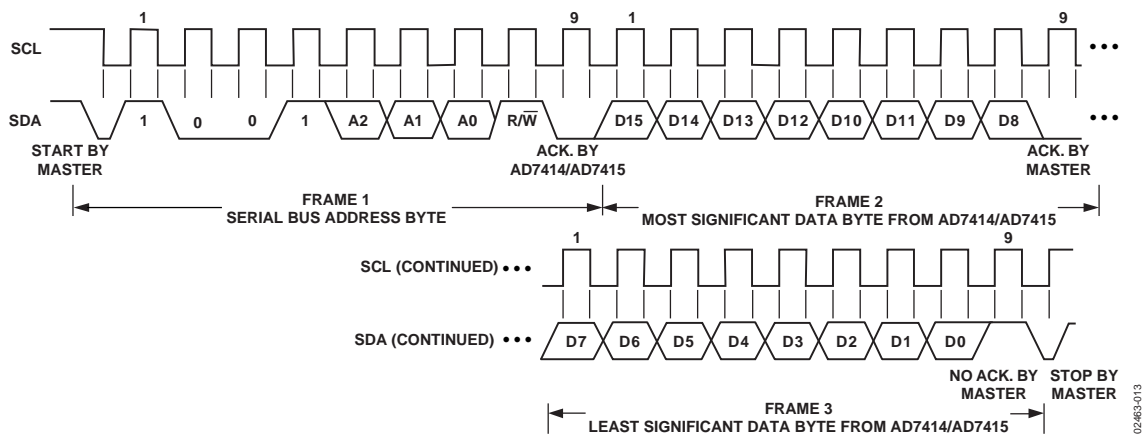 1 9 1 9
SCL
SDA 1 0 0 1 A2 A1 A0 R/W̅ D15 D14 D13 D12 D10 D11 D9 D8
START BY
MASTER
ACK. BY
AD7414/AD7415
ACK. BY
MASTER
FRAME 1
SERIAL BUS ADDRESS BYTE
FRAME 2
MOST SIGNIFICANT DATA BYTE FROM AD7414/AD7415
1 9
SCL (CONTINUED)
SDA (CONTINUED) D7 D6 D5 D4 D3 D2 D1 D0
NO ACK. BY
MASTER
STOP BY
MASTER
FRAME 3
LEAST SIGNIFICANT DATA BYTE FROM AD7414/AD7415
02463-013